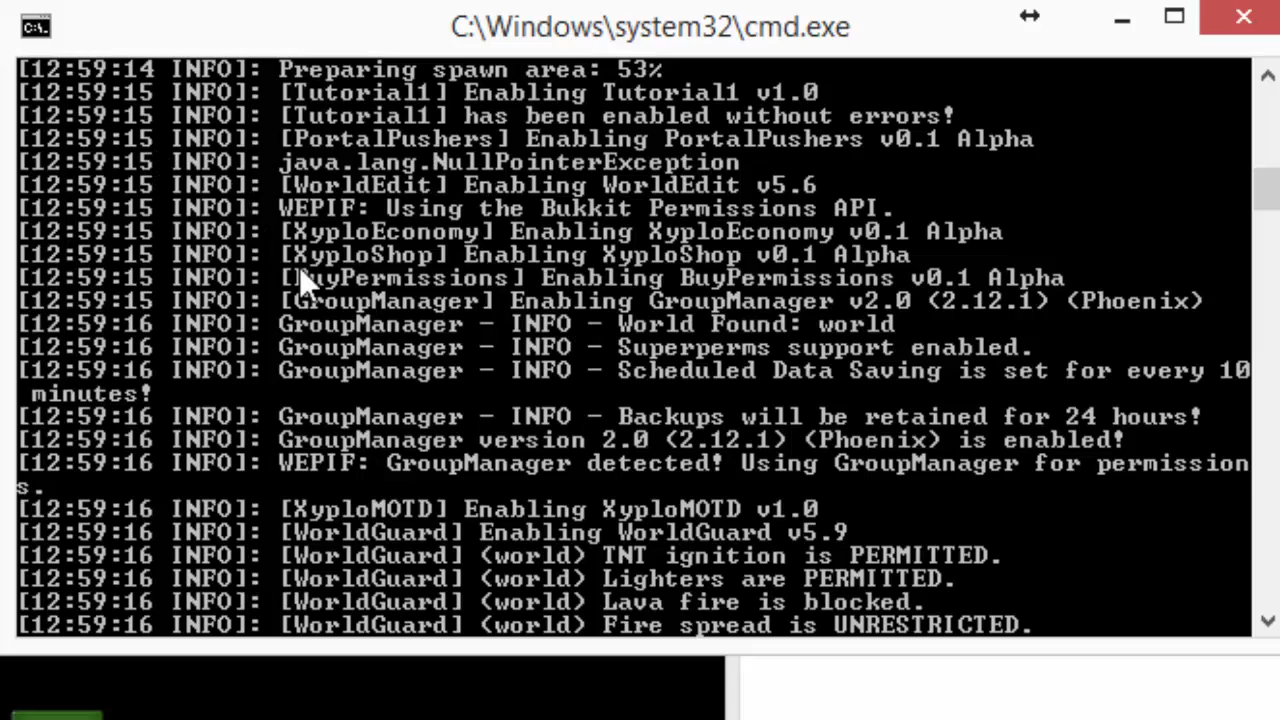 C:\Windows\system32\cmd.exe
[12:59:14 INFO]: Preparing spawn area: 53%
[12:59:15 INFO]: [Tutorial1] Enabling Tutorial1 v1.0
[12:59:15 INFO]: [Tutorial1] has been enabled without errors!
[12:59:15 INFO]: [PortalPushers] Enabling PortalPushers v0.1 Alpha
[12:59:15 INFO]: java.lang.NullPointerException
[12:59:15 INFO]: [WorldEdit] Enabling WorldEdit v5.6
[12:59:15 INFO]: WEPIF: Using the Bukkit Permissions API.
[12:59:15 INFO]: [XyploEconomy] Enabling XyploEconomy v0.1 Alpha
[12:59:15 INFO]: [XyploShop] Enabling XyploShop v0.1 Alpha
[12:59:15 INFO]: [BuyPermissions] Enabling BuyPermissions v0.1 Alpha
[12:59:15 INFO]: [GroupManager] Enabling GroupManager v2.0 (2.12.1) (Phoenix)
[12:59:16 INFO]: GroupManager - INFO - World Found: world
[12:59:16 INFO]: GroupManager - INFO - Superperms support enabled.
[12:59:16 INFO]: GroupManager - INFO - Scheduled Data Saving is set for every 10
minutes!
[12:59:16 INFO]: GroupManager - INFO - Backups will be retained for 24 hours!
[12:59:16 INFO]: GroupManager version 2.0 (2.12.1) (Phoenix) is enabled!
[12:59:16 INFO]: WEPIF: GroupManager detected! Using GroupManager for permission
s.
[12:59:16 INFO]: [XyploMOTD] Enabling XyploMOTD v1.0
[12:59:16 INFO]: [WorldGuard] Enabling WorldGuard v5.9
[12:59:16 INFO]: [WorldGuard] (world) TNT ignition is PERMITTED.
[12:59:16 INFO]: [WorldGuard] (world) Lighters are PERMITTED.
[12:59:16 INFO]: [WorldGuard] (world) Lava fire is blocked.
[12:59:16 INFO]: [WorldGuard] (world) Fire spread is UNRESTRICTED.